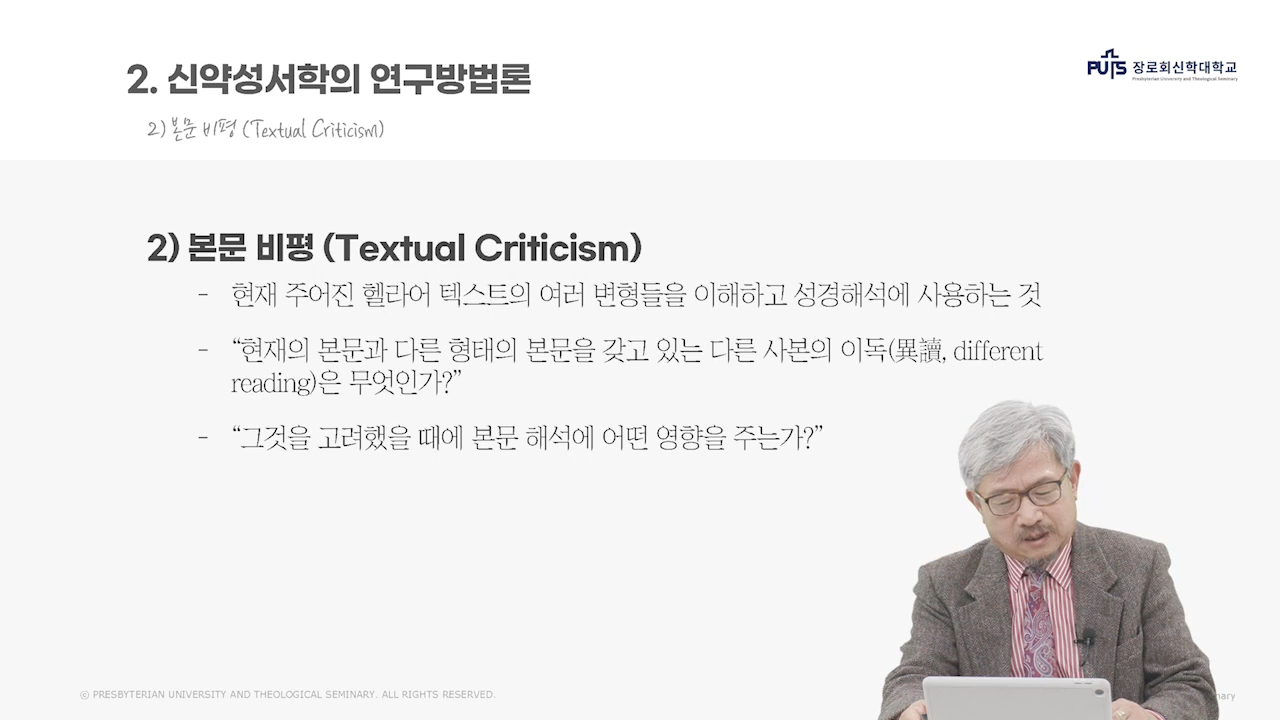 2. 신약성서학의 연구방법론
PUTS 장로회신학대학교
Presbyterian University and Theological Seminary
2) 본문 비평 (Textual Criticism)
2) 본문 비평 (Textual Criticism)
- 현재 주어진 헬라어 텍스트의 여러 변형들을 이해하고 성경해석에 사용하는 것
- “현재의 본문과 다른 형태의 본문을 갖고 있는 다른 사본의 이독(異讀, different
reading)은 무엇인가?”
- “그것을 고려했을 때에 본문 해석에 어떤 영향을 주는가?”
ⓒ PRESBYTERIAN UNIVERSITY AND THEOLOGICAL SEMINARY. ALL RIGHTS RESERVED.